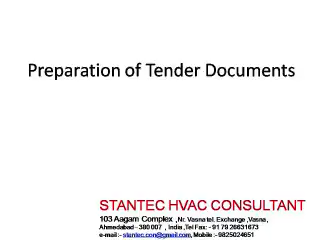 Preparation of Tender Documents
STANTEC HVAC CONSULTANT
103 Aagam Complex ,Nr. Vasna tel. Exchange ,Vasna,
Ahmedabad - 380 007 , India ,Tel Fax: - 91 79 26631673
e-mail :- stantec.con@gmail.com, Mobile :- 9825024651